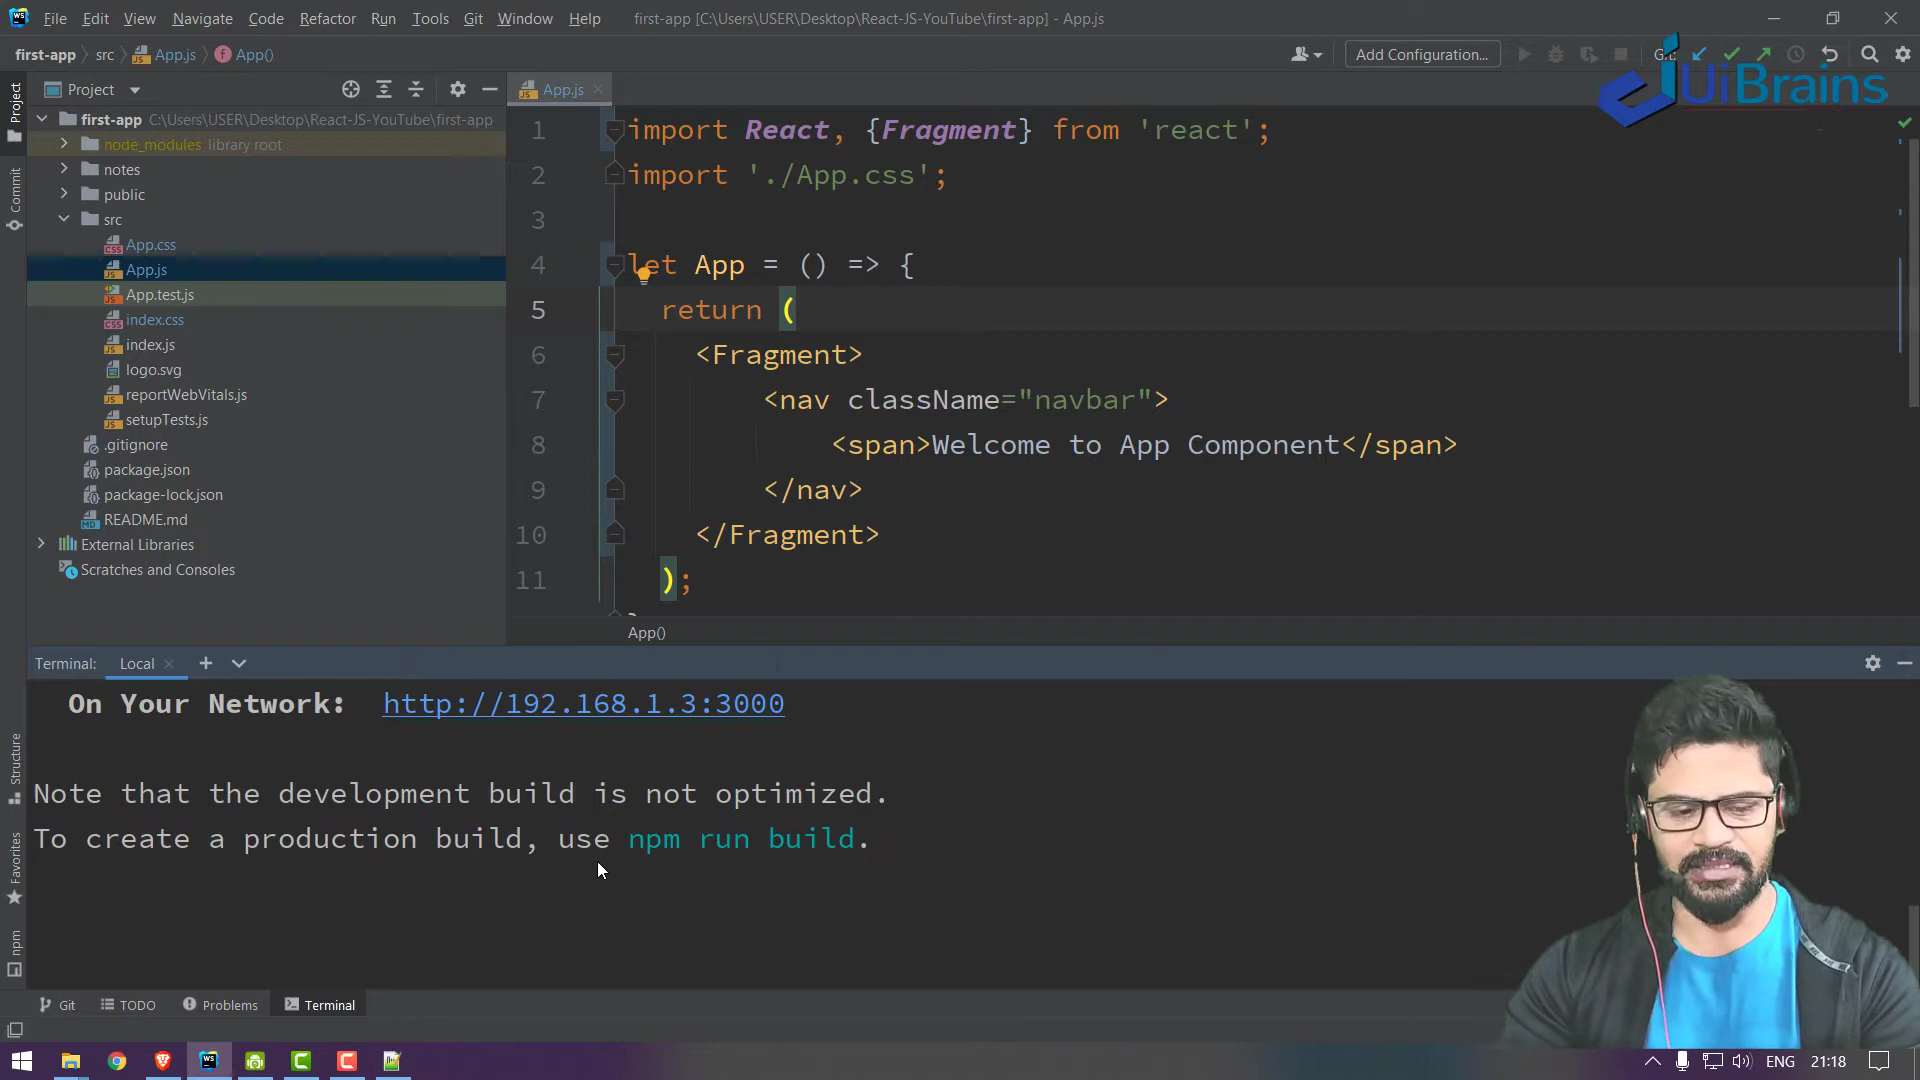 File Edit View Navigate Code Refactor Run Tools Git Window Help first-app [C:\Users\USER\Desktop\React-JS-YouTube\first-app] - App.js
first-app src App.js App() Add Configuration... Git:
UiBrains
Project
App.js
first-app C:\Users\USER\Desktop\React-JS-YouTube\first-app
node_modules library root
notes
public
src
App.css
App.js
App.test.js
index.css
index.js
logo.svg
reportWebVitals.js
setupTests.js
.gitignore
package.json
package-lock.json
README.md
External Libraries
Scratches and Consoles
Project
Commit
Structure
Favorites
npm
1 import React, {Fragment} from 'react';
2 import './App.css';
3
4 let App = () => {
5 return (
6 <Fragment>
7 <nav className="navbar">
8 <span>Welcome to App Component</span>
9 </nav>
10 </Fragment>
11 );
App()
Terminal: Local
On Your Network: http://192.168.1.3:3000
Note that the development build is not optimized.
To create a production build, use npm run build.
Git TODO Problems Terminal
ENG 21:18